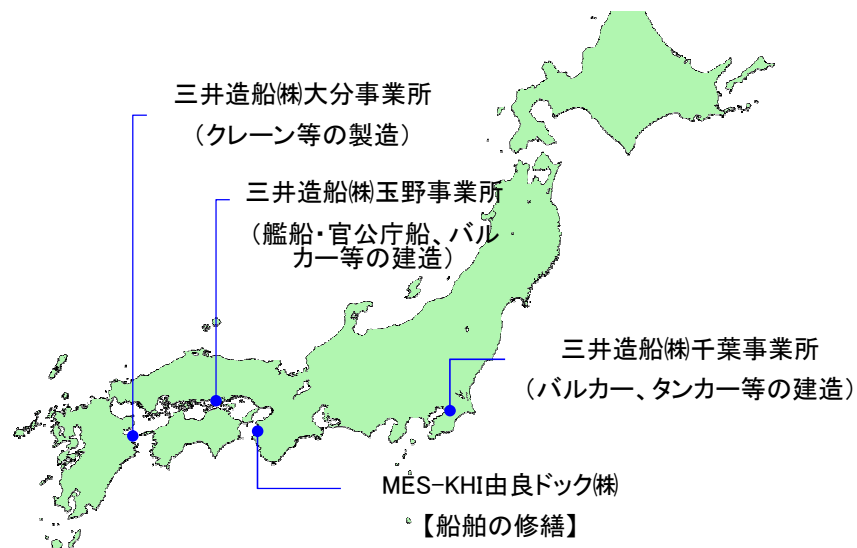 三井造船㈱大分事業所
（クレーン等の製造）
三井造船㈱玉野事業所
（艦船・官公庁船、バル
カー等の建造）
三井造船㈱千葉事業所
（バルカー、タンカー等の建造）
MES-KHI由良ドック㈱
【船舶の修繕】